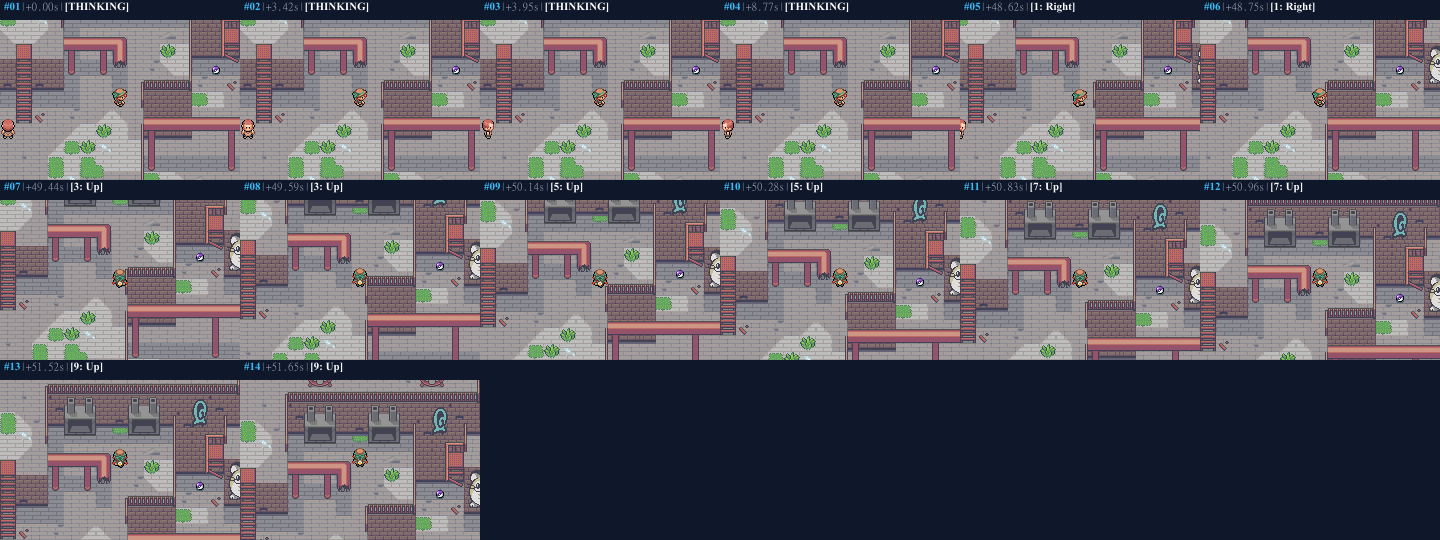 #01 | +0.00s | [THINKING]
#02 | +3.42s | [THINKING]
#03 | +3.95s | [THINKING]
#04 | +8.77s | [THINKING]
#05 | +48.62s | [1: Right]
#06 | +48.75s | [1: Right]
#07 | +49.44s | [3: Up]
#08 | +49.59s | [3: Up]
#09 | +50.14s | [5: Up]
#10 | +50.28s | [5: Up]
#11 | +50.83s | [7: Up]
#12 | +50.96s | [7: Up]
#13 | +51.52s | [9: Up]
#14 | +51.65s | [9: Up]